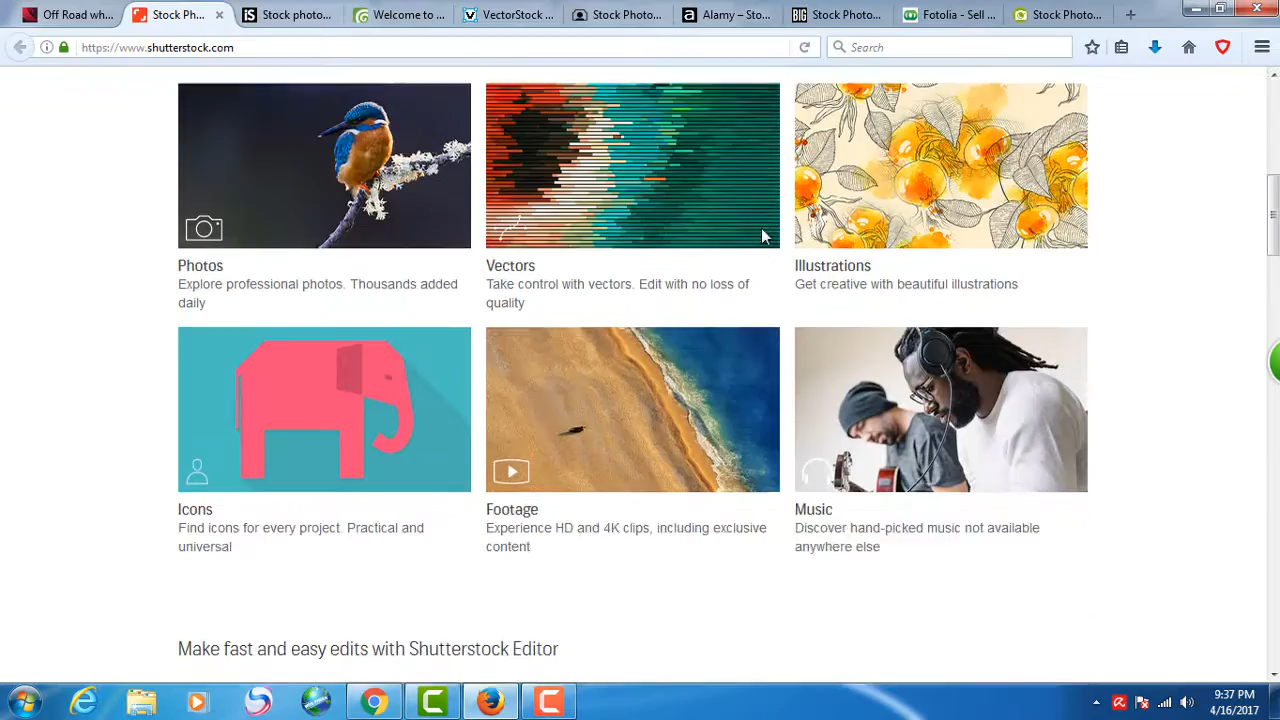 Off Road wh...
Stock Ph...
Stock photo...
Welcome to ...
VectorStock ...
Stock Photo...
Alamy – Sto...
Stock Photo...
Fotolia - Sell ...
Stock Photo...
https://www.shutterstock.com
Search
Photos
Explore professional photos. Thousands added
daily
Vectors
Take control with vectors. Edit with no loss of
quality
Illustrations
Get creative with beautiful illustrations
Icons
Find icons for every project. Practical and
universal
Footage
Experience HD and 4K clips, including exclusive
content
Music
Discover hand-picked music not available
anywhere else
Make fast and easy edits with Shutterstock Editor
9:37 PM
4/16/2017